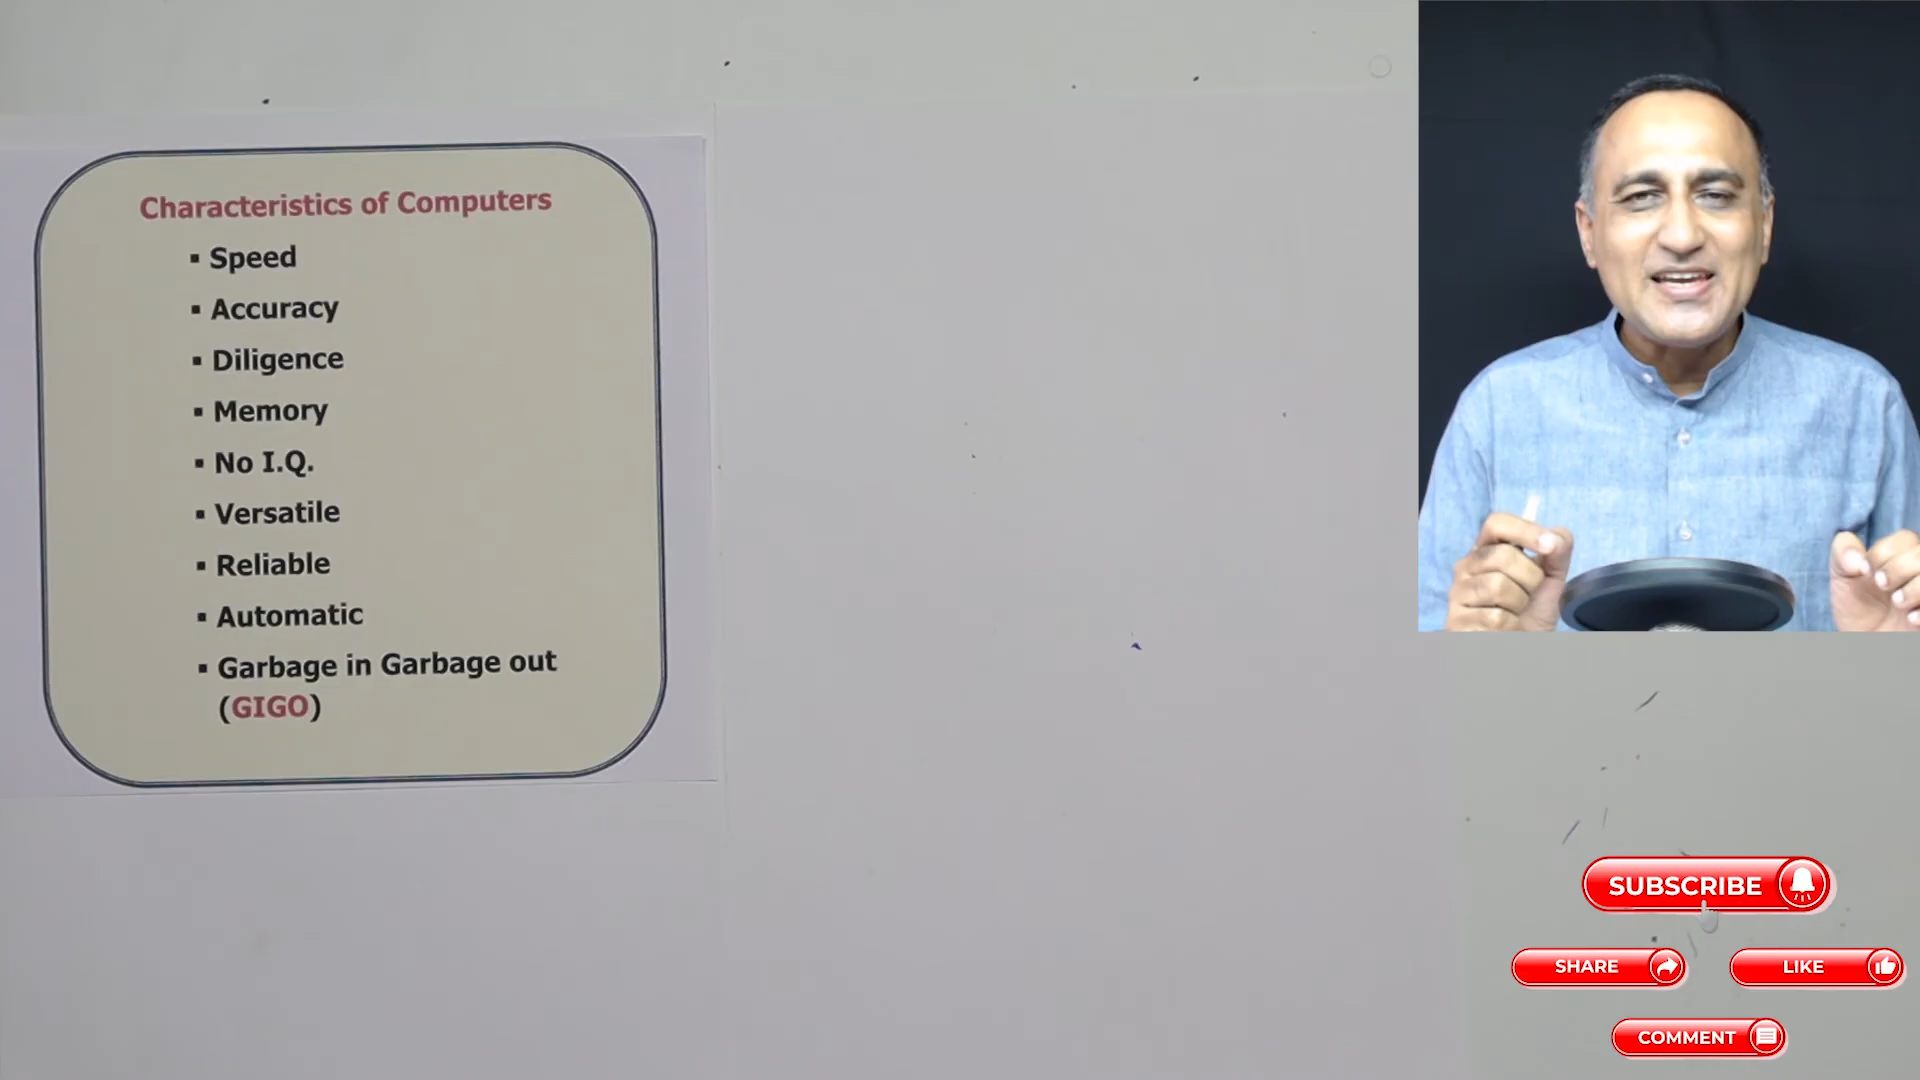 Characteristics of Computers
▪ Speed
▪ Accuracy
▪ Diligence
▪ Memory
▪ No I.Q.
▪ Versatile
▪ Reliable
▪ Automatic
▪ Garbage in Garbage out
(GIGO)
SUBSCRIBE
SHARE
LIKE
COMMENT